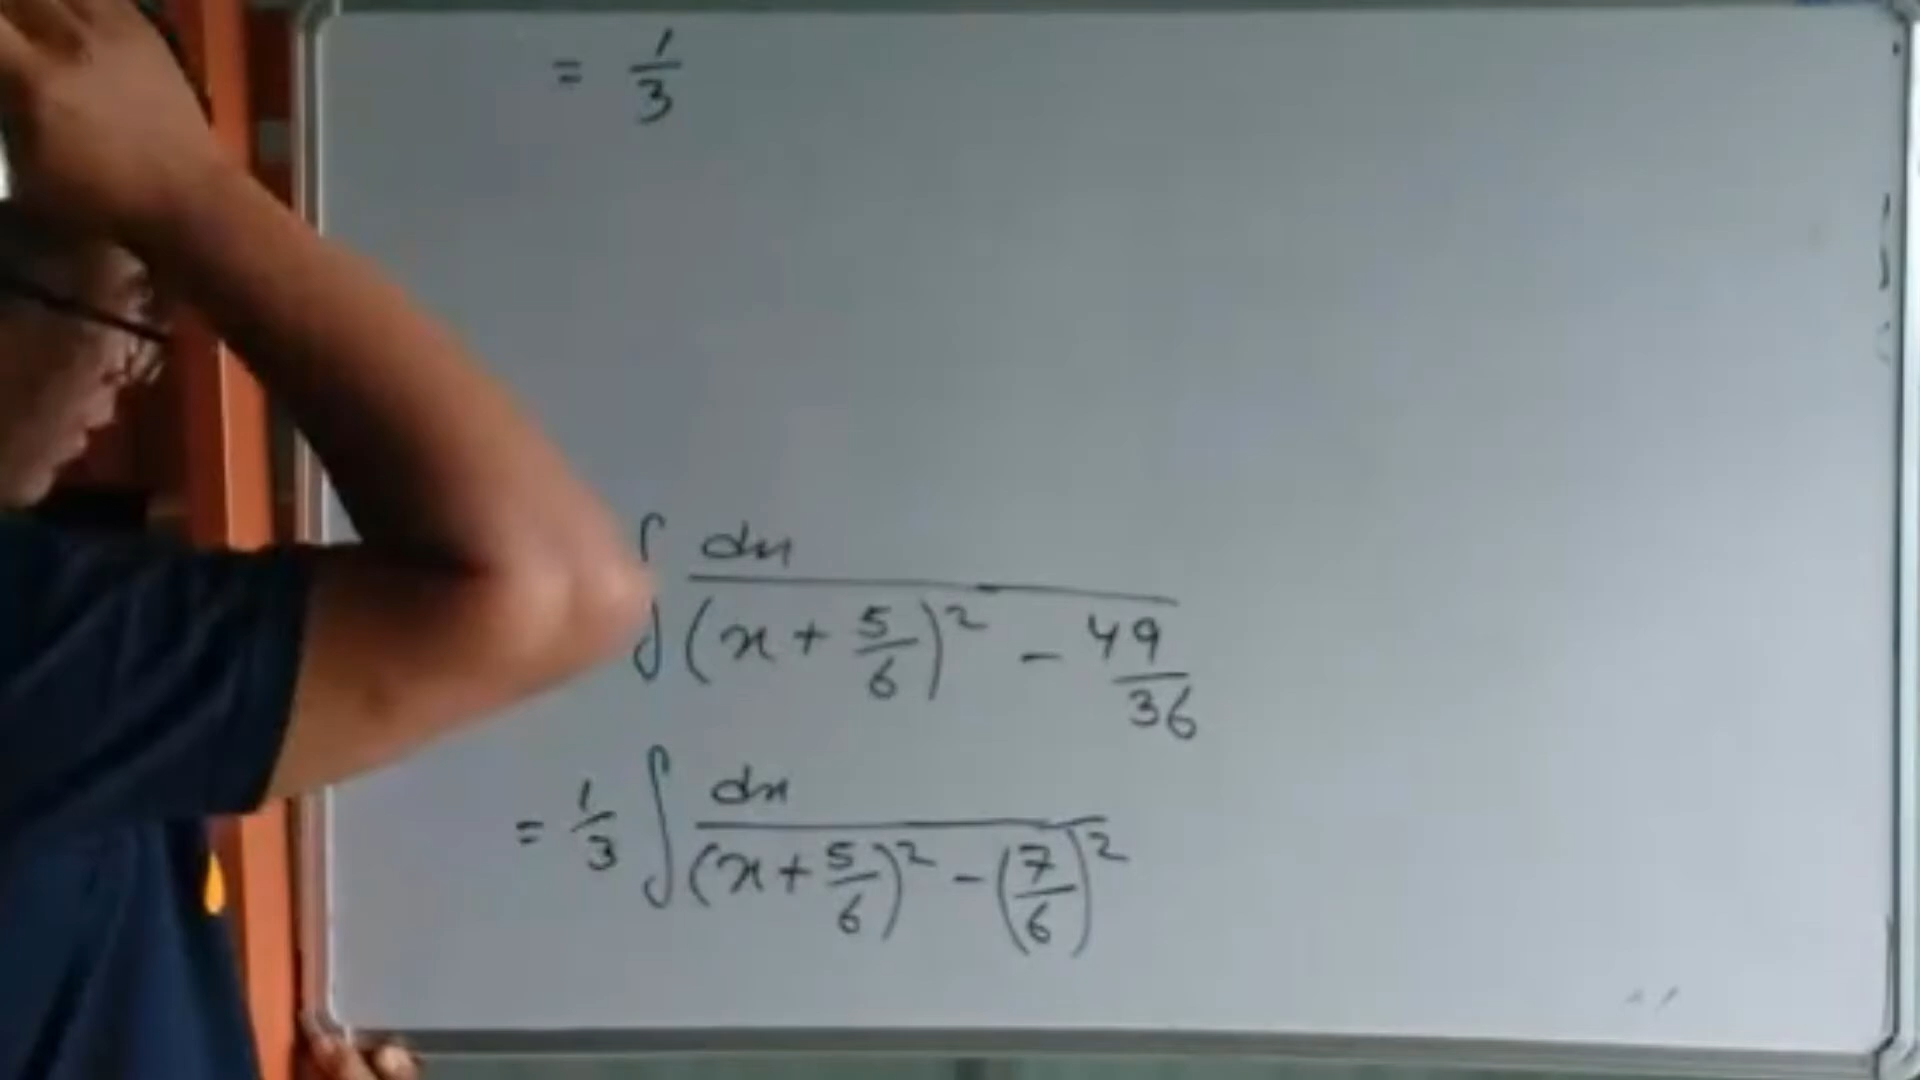 = 1/3
∫ dx / (x + 5/6)² - 49/36
= 1/3 ∫ dx / (x + 5/6)² - (7/6)²